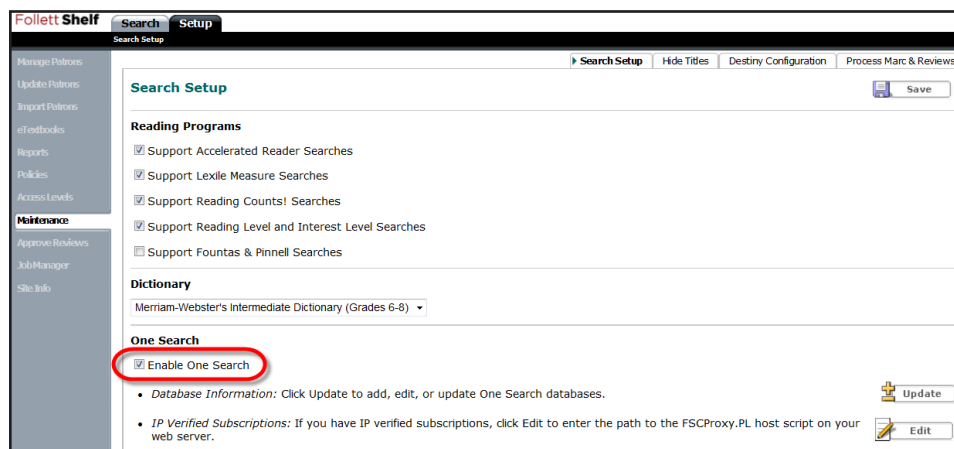 Follett Shelf
Search Setup
Search Setup
Manage Patrons
Update Patrons
Import Patrons
eTextbooks
Reports
Policies
Access Levels
Maintenance
Approve Reviews
Job Manager
Site Info
Search Setup Hide Titles Destiny Configuration Process Marc & Reviews
Search Setup
Save
Reading Programs
Support Accelerated Reader Searches
Support Lexile Measure Searches
Support Reading Counts! Searches
Support Reading Level and Interest Level Searches
Support Fountas & Pinnell Searches
Dictionary
Merriam-Webster's Intermediate Dictionary (Grades 6-8)
One Search
Enable One Search
• Database Information: Click Update to add, edit, or update One Search databases.
Update
• IP Verified Subscriptions: If you have IP verified subscriptions, click Edit to enter the path to the FSCProxy.PL host script on your
web server.
Edit